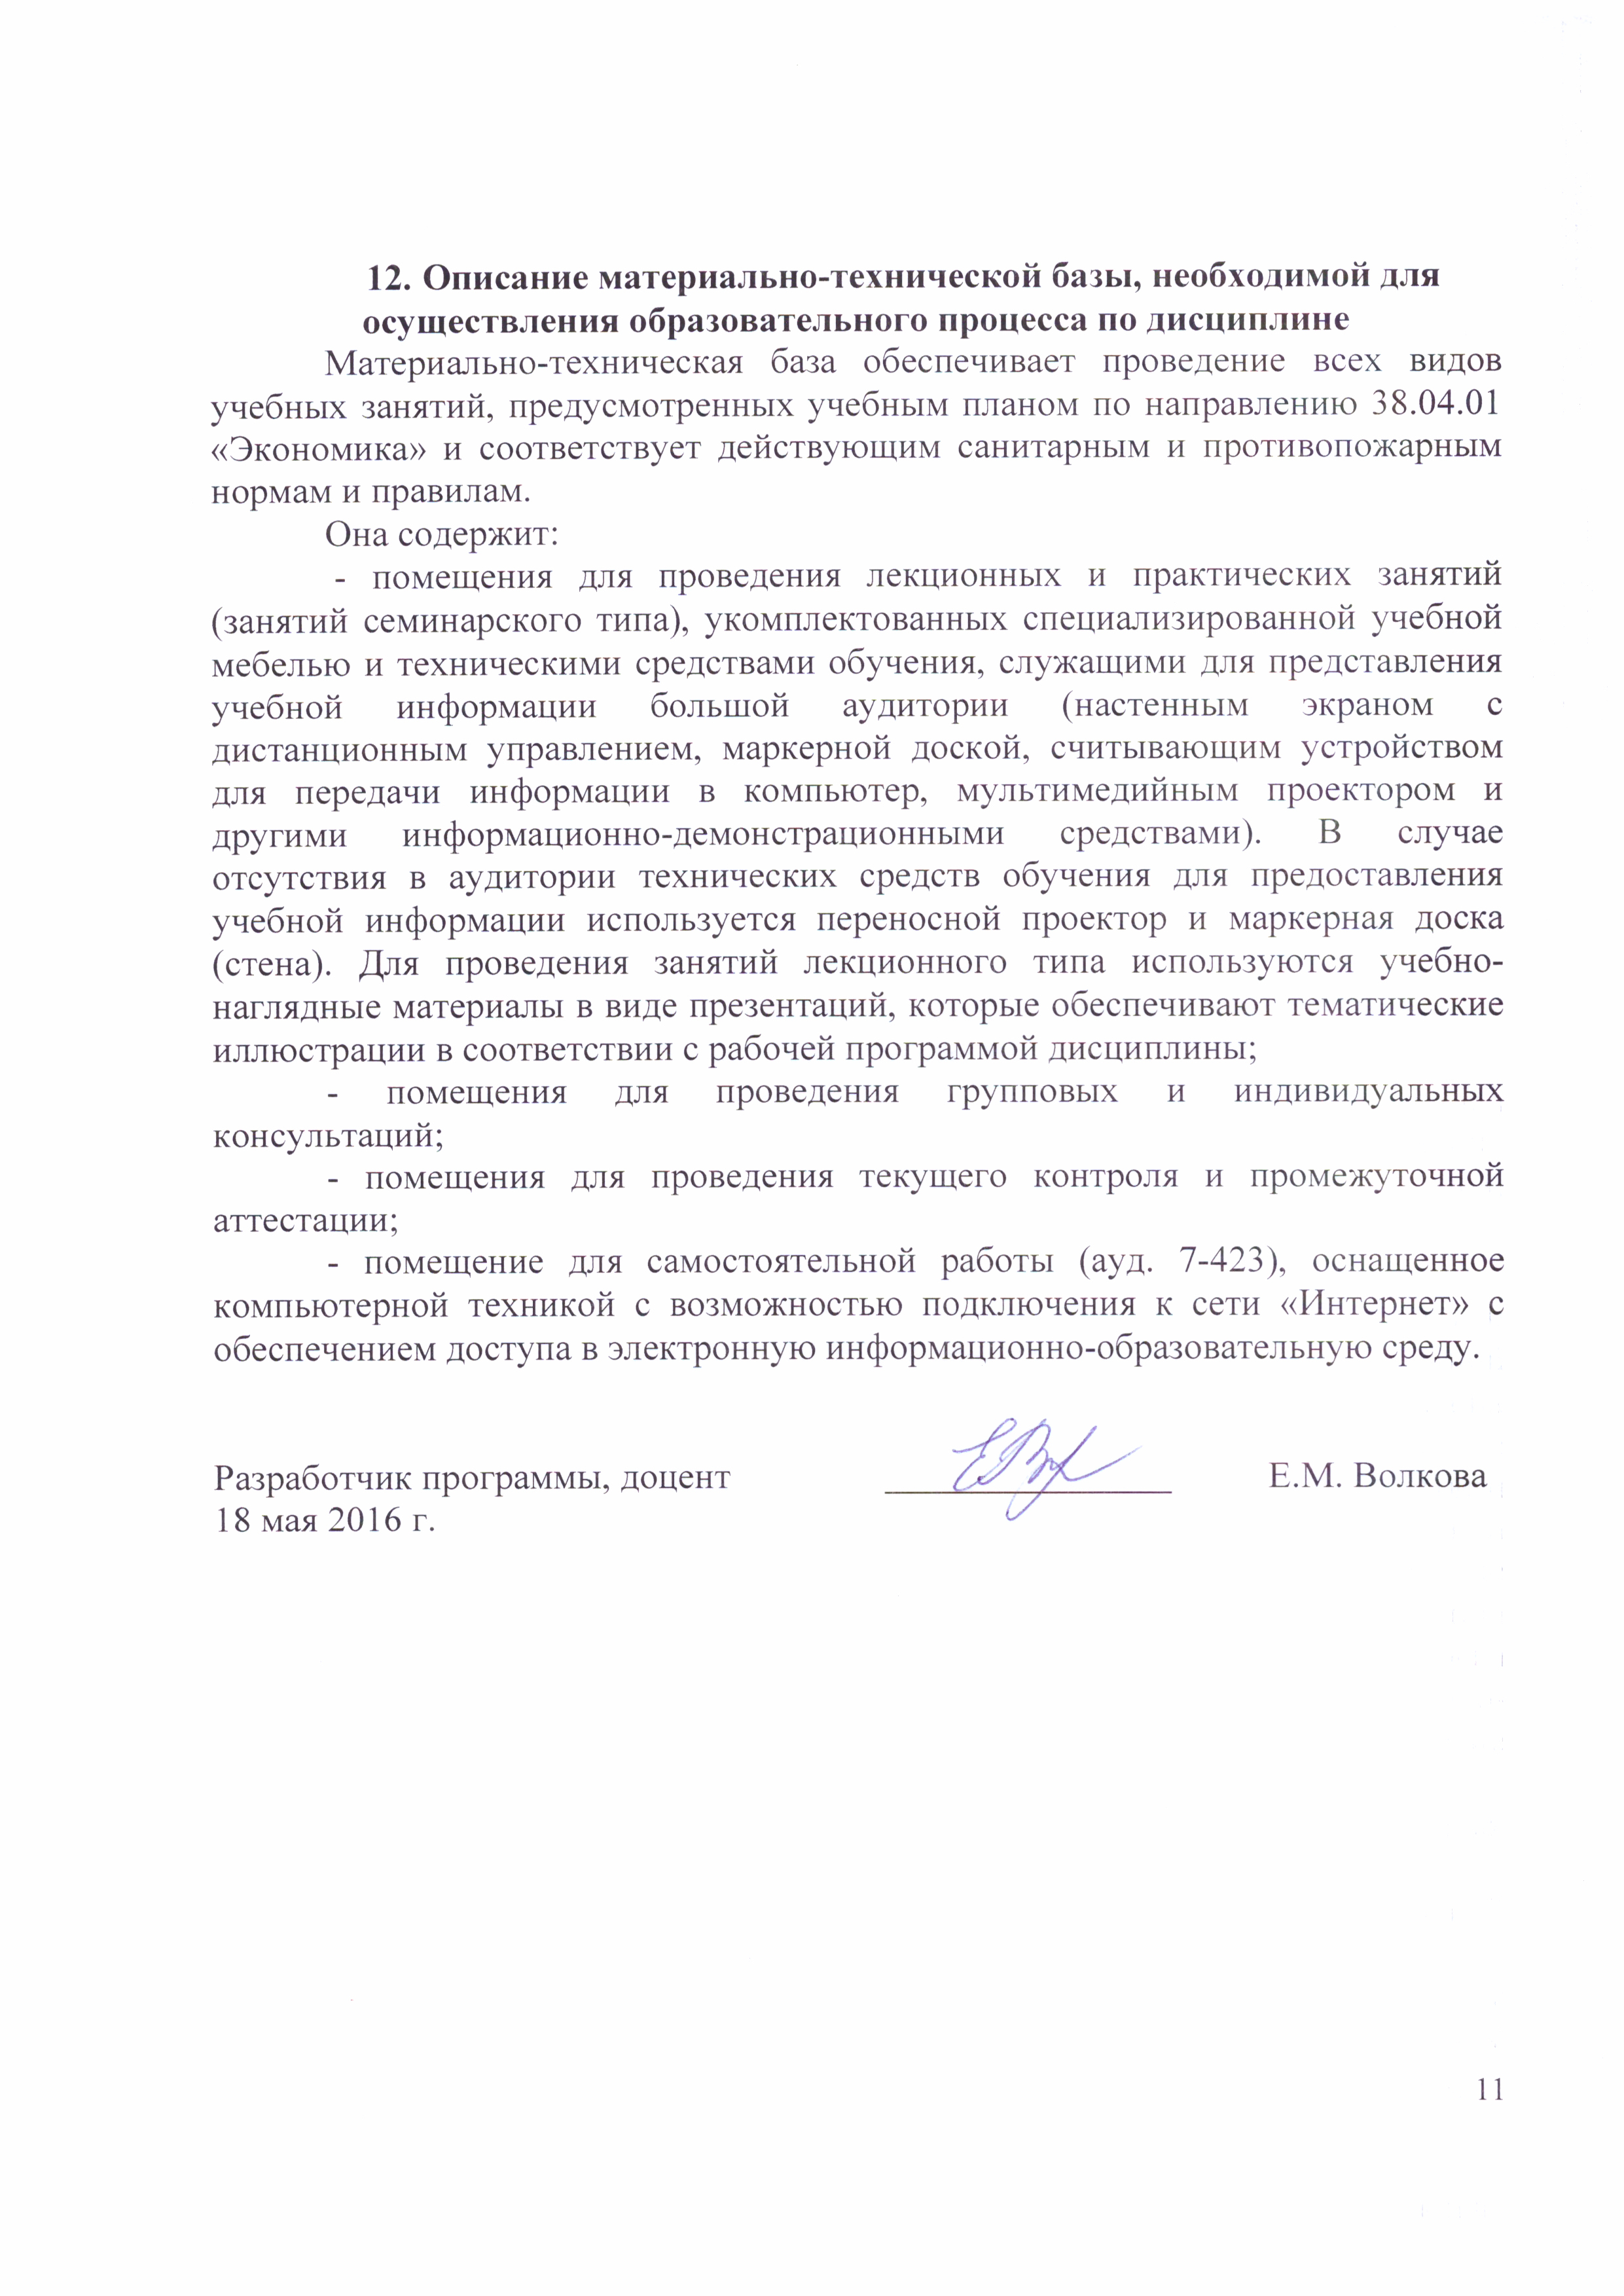 12. Описание материально-технической базы, необходимой для
осуществления образовательного процесса по дисциплине
Материально-техническая база обеспечивает проведение всех видов
учебных занятий, предусмотренных учебным планом по направлению 38.04.01
«Экономика» и соответствует действующим санитарным и противопожарным
нормам и правилам.
Она содержит:
- помещения для проведения лекционных и практических занятий
(занятий семинарского типа), укомплектованных специализированной учебной
мебелью и техническими средствами обучения, служащими для представления
учебной информации большой аудитории (настенным экраном с
дистанционным управлением, маркерной доской, считывающим устройством
для передачи информации в компьютер, мультимедийным проектором и
другими информационно-демонстрационными средствами). В случае
отсутствия в аудитории технических средств обучения для предоставления
учебной информации используется переносной проектор и маркерная доска
(стена). Для проведения занятий лекционного типа используются учебно-
наглядные материалы в виде презентаций, которые обеспечивают тематические
иллюстрации в соответствии с рабочей программой дисциплины;
- помещения для проведения групповых и индивидуальных
консультаций;
- помещения для проведения текущего контроля и промежуточной
аттестации;
- помещение для самостоятельной работы (ауд. 7-423), оснащенное
компьютерной техникой с возможностью подключения к сети «Интернет» с
обеспечением доступа в электронную информационно-образовательную среду.
Разработчик программы, доцент Е.М. Волкова
18 мая 2016 г.
11